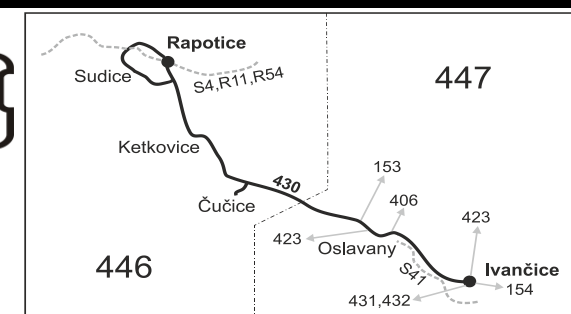 Rapotice
Sudice
S4,R11,R54
447
Ketkovice
153
430
406
Čučice
423
423
Oslavany
446
S41
Ivančice
154
431,432